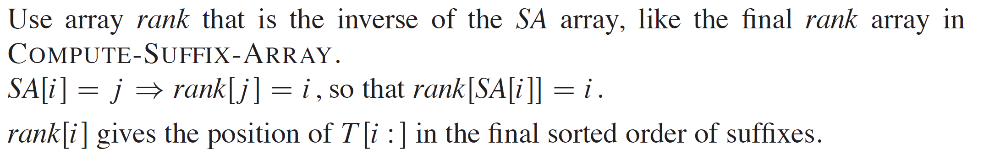 Use array rank that is the inverse of the SA array, like the final rank array in
COMPUTE-SUFFIX-ARRAY.
SA[i] = j ⇒ rank[j] = i, so that rank[SA[i]] = i.
rank[i] gives the position of T[i:] in the final sorted order of suffixes.